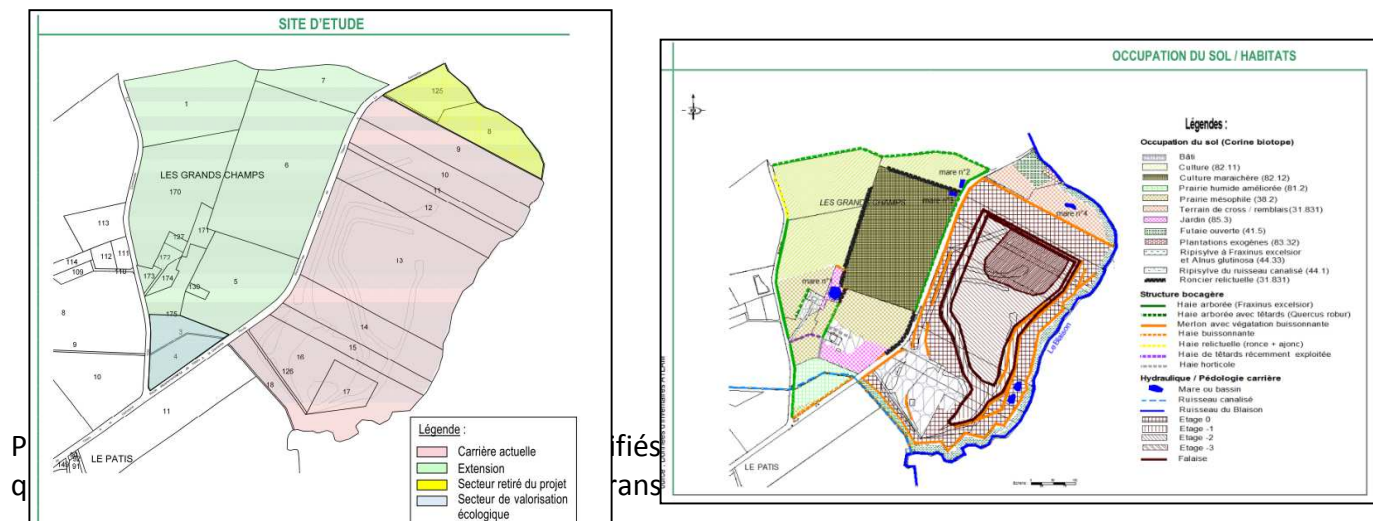 SITE D'ETUDE
7
125
1
8
9
6
10
11
LES GRANDS CHAMPS
12
170
113
171
13
127
114
112
111
172
109
110
173
174
139
5
175
14
8
15
4
16
9
126
17
10
18
11
LE PATIS
149
91
Légende :
Carrière actuelle
Extension
Secteur retiré du projet
Secteur de valorisation
écologique
P
ifiés
q
rans
OCCUPATION DU SOL / HABITATS
Légendes :
Occupation du sol (Corine biotope)
Bâti
Culture (82.11)
Culture maraichère (82.12)
Prairie humide améliorée (81.2)
Prairie mésophile (38.2)
Terrain de cross / remblais (31.831)
Jardin (85.3)
Futaie ouverte (41.5)
Plantations exogènes (83.32)
Ripisylve à Fraxinus excelsior
et Alnus glutinosa (44.33)
Ripisylve du ruisseau canalisé (44.1)
Roncier relictuelle (31.831)
Structure bocagère
Haie arborée (Fraxinus excelsior)
Haie arborée avec têtards (Quercus robur)
Merlon avec végatation buissonnante
Haie buissonnante
Haie relictuelle (ronce + ajonc)
Haie de têtards récemment exploitée
Haie horticole
Hydraulique / Pédologie carrière
Mare ou bassin
Ruisseau canalisé
Ruisseau du Blaison
Etage 0
Etage -1
Etage -2
Etage -3
Falaise
mare n°2
LES GRANDS CHAMPS
mare n°4
Le Blaison
LE PATIS